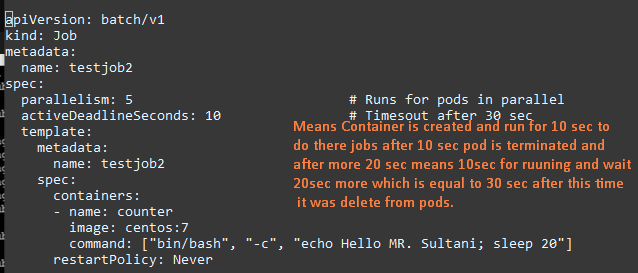 apiVersion: batch/v1
kind: Job
metadata:
  name: testjob2
spec:
  parallelism: 5                           # Runs for pods in parallel
  activeDeadlineSeconds: 10                # Timesout after 30 sec
  template:
    metadata:
      name: testjob2
    spec:
      containers:
      - name: counter
        image: centos:7
        command: ["bin/bash", "-c", "echo Hello MR. Sultani; sleep 20"]
      restartPolicy: Never
Means Container is created and run for 10 sec to
do there jobs after 10 sec pod is terminated and
after more 20 sec means 10sec for ruuning and wait
20sec more which is equal to 30 sec after this time
it was delete from pods.